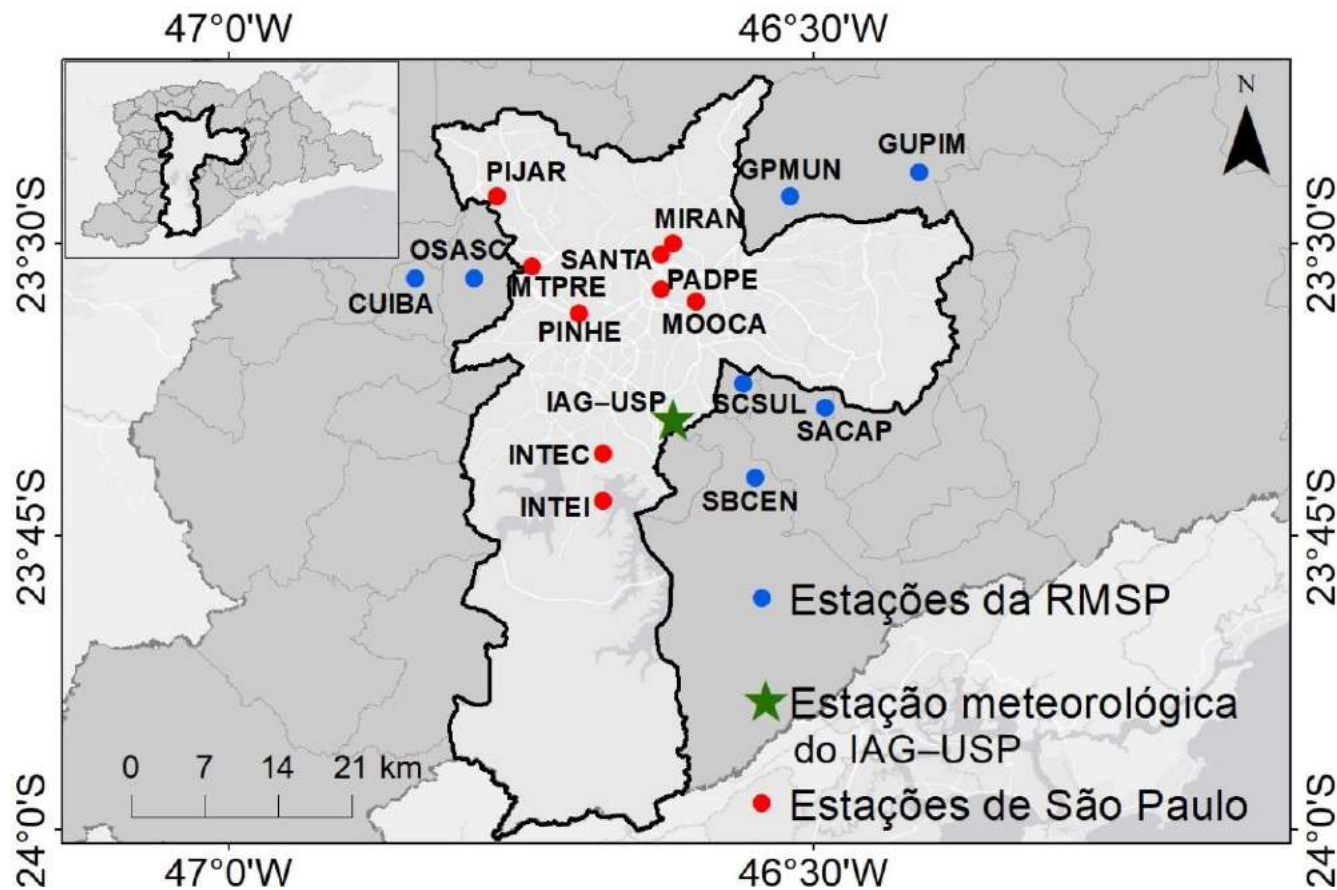 47°0'W
46°30'W
N
GUPIM
GPMUN
PIJAR
MIRAN
23°30'S
23°30'S
OSASC
SANTA
PADPE
MTPRE
CUIBA
MOOCA
PINHE
IAG–USP
SCSUL
SACAP
INTEC
SBCEN
INTEI
23°45'S
23°45'S
Estações da RMSP
Estação meteorológica
do IAG–USP
0 7 14 21 km
Estações de São Paulo
24°0'S
24°0'S
47°0'W
46°30'W